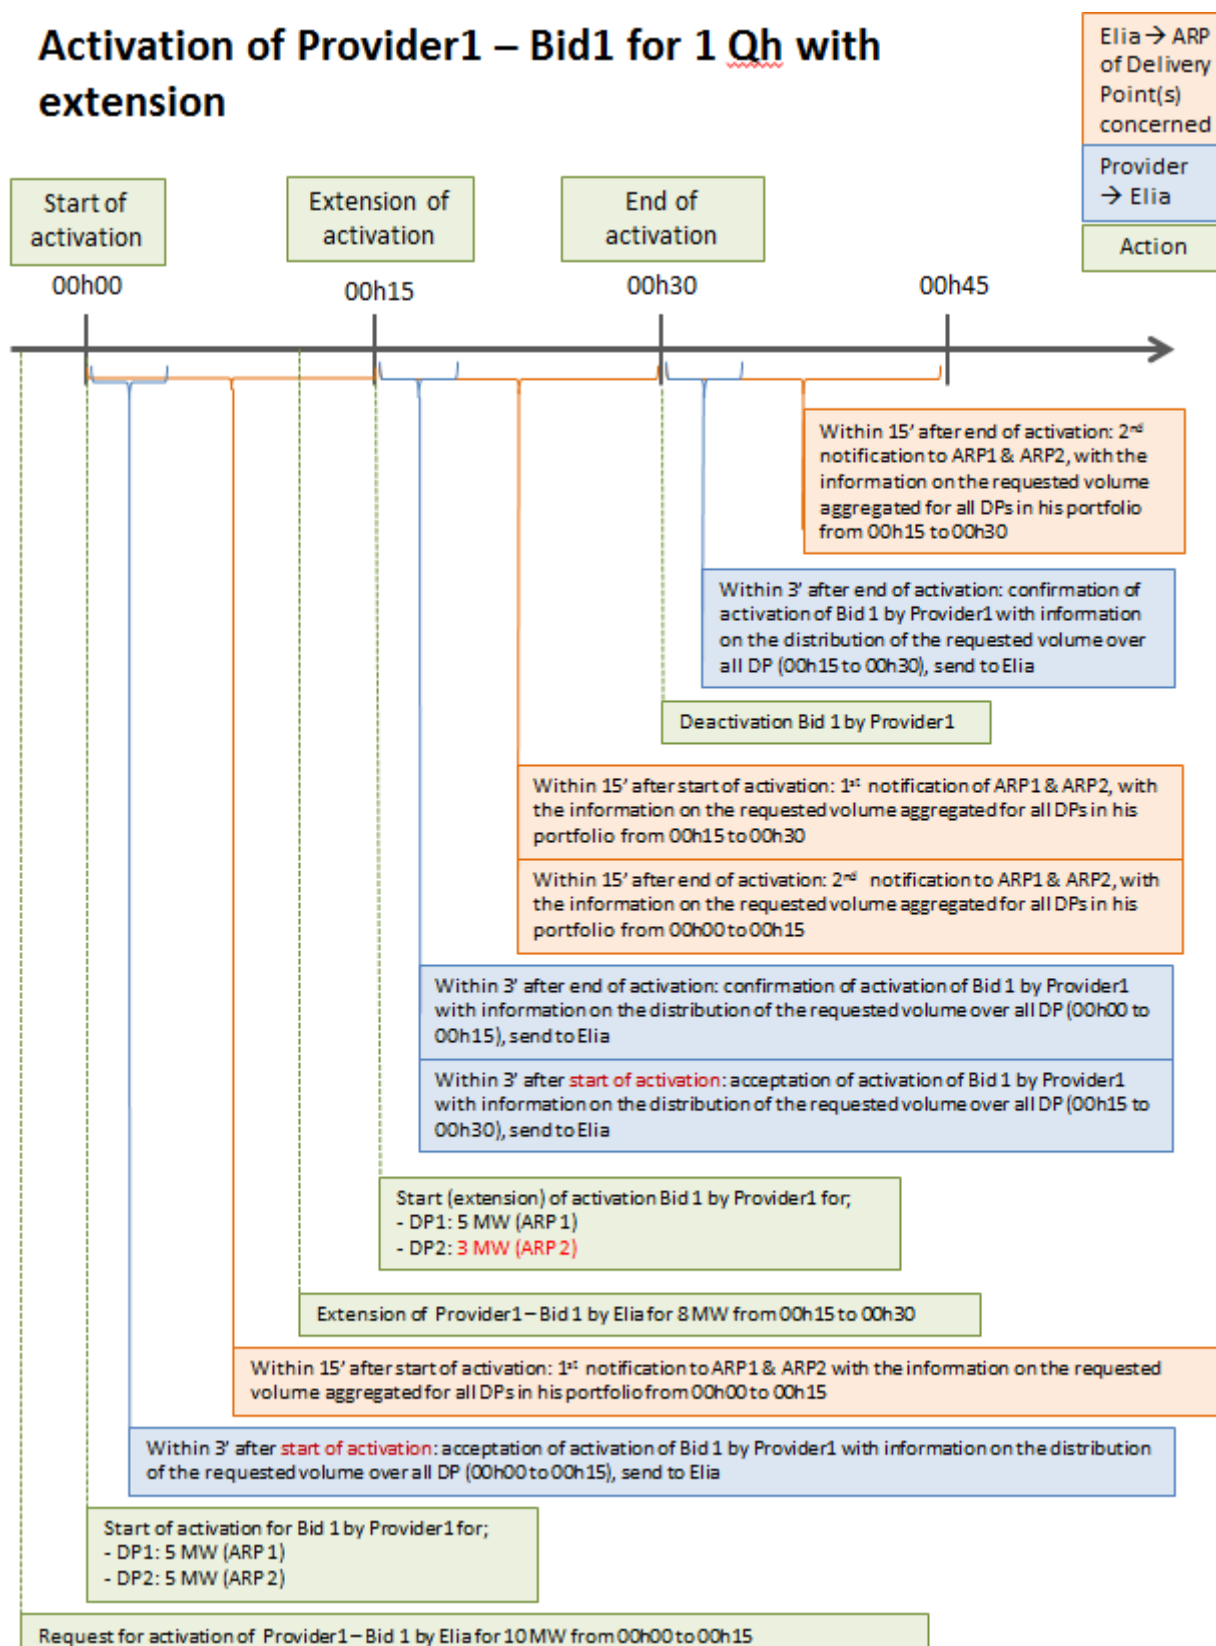 Activation of Provider1 – Bid1 for 1 Qh with
extension
Elia → ARP
of Delivery
Point(s)
concerned
Provider
→ Elia
Action
Start of
activation
Extension of
activation
End of
activation
00h00
00h15
00h30
00h45
Within 15' after end of activation: 2nd
notification to ARP1 & ARP2, with the
information on the requested volume
aggregated for all DPs in his portfolio
from 00h15 to 00h30
Within 3' after end of activation: confirmation of
activation of Bid 1 by Provider1 with information
on the distribution of the requested volume over
all DP (00h15 to 00h30), send to Elia
Deactivation Bid 1 by Provider1
Within 15' after start of activation: 1st notification of ARP1 & ARP2, with
the information on the requested volume aggregated for all DPs in his
portfolio from 00h15 to 00h30
Within 15' after end of activation: 2nd notification to ARP1 & ARP2, with
the information on the requested volume aggregated for all DPs in his
portfolio from 00h00 to 00h15
Within 3' after end of activation: confirmation of activation of Bid 1 by Provider1
with information on the distribution of the requested volume over all DP (00h00 to
00h15), send to Elia
Within 3' after start of activation: acceptation of activation of Bid 1 by Provider1
with information on the distribution of the requested volume over all DP (00h15 to
00h30), send to Elia
Start (extension) of activation Bid 1 by Provider1 for;
- DP1: 5 MW (ARP 1)
- DP2: 3 MW (ARP 2)
Extension of Provider1 – Bid 1 by Elia for 8 MW from 00h15 to 00h30
Within 15' after start of activation: 1st notification to ARP1 & ARP2 with the information on the requested
volume aggregated for all DPs in his portfolio from 00h00 to 00h15
Within 3' after start of activation: acceptation of activation of Bid 1 by Provider1 with information on the distribution
of the requested volume over all DP (00h00 to 00h15), send to Elia
Start of activation for Bid 1 by Provider1 for;
- DP1: 5 MW (ARP 1)
- DP2: 5 MW (ARP 2)
Request for activation of Provider1 – Bid 1 by Elia for 10 MW from 00h00 to 00h15